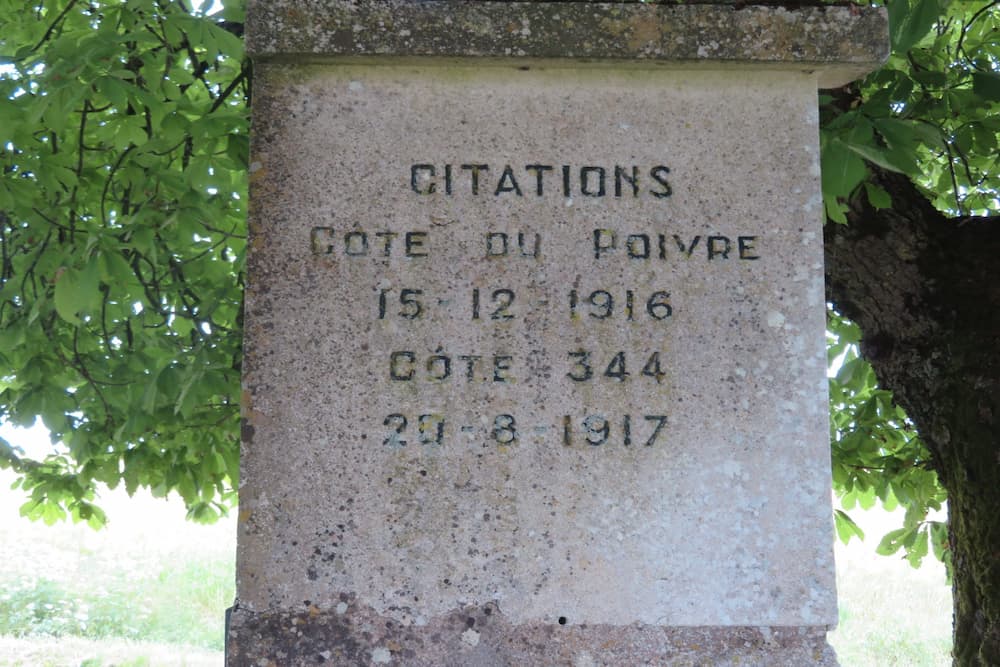 CITATIONS
CÔTE DU POIVRE
15-12-1916
CÔTE 344
20-8-1917